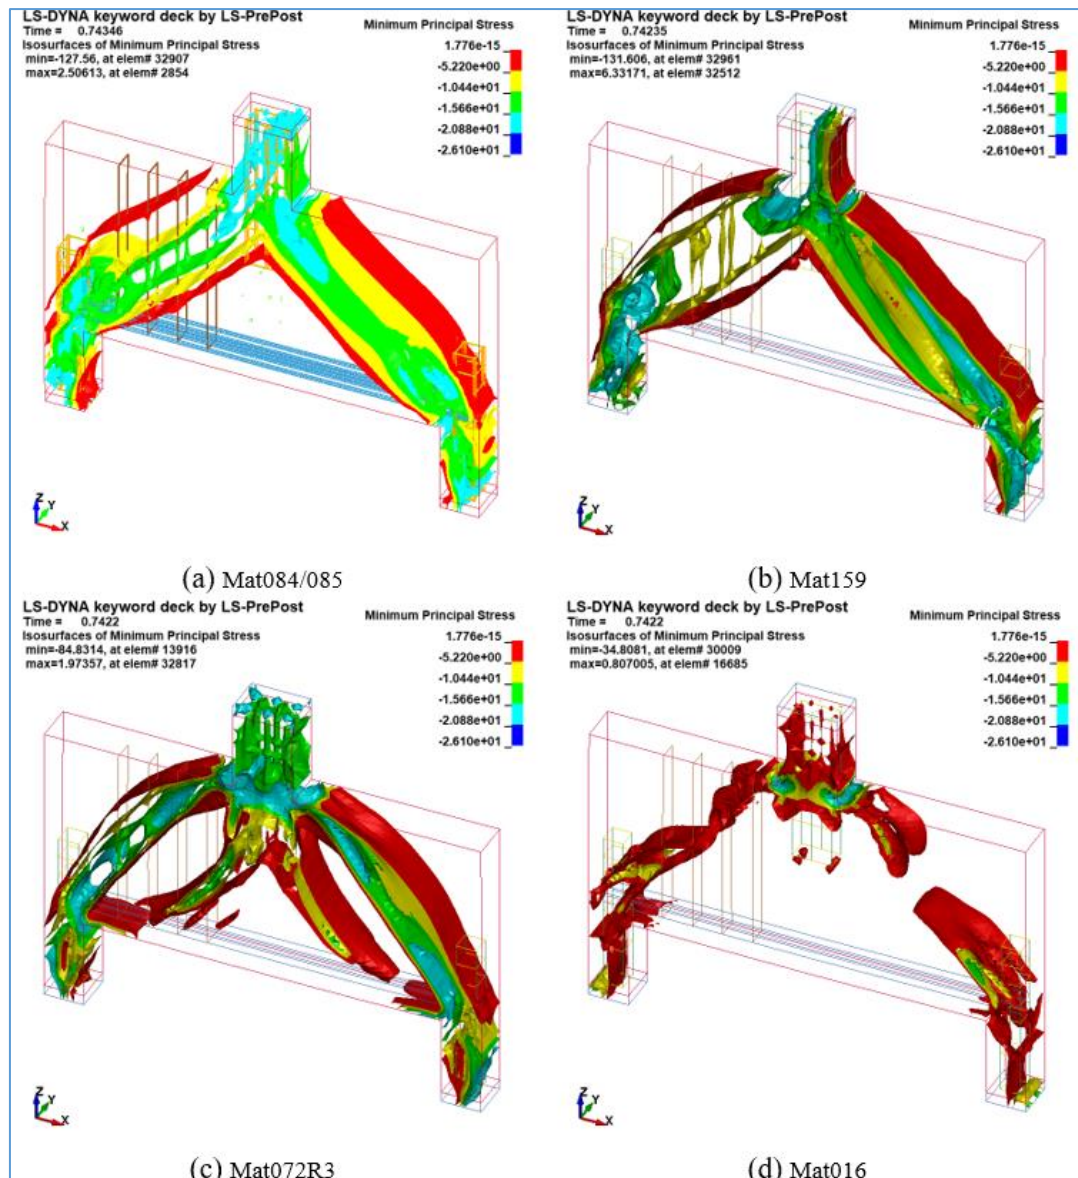 LS-DYNA keyword deck by LS-PrePost
Time = 0.74346
Isosurfaces of Minimum Principal Stress
min=-127.56, at elem# 32907
max=2.50613, at elem# 2854
Minimum Principal Stress
1.776e-15
-5.220e+00
-1.044e+01
-1.566e+01
-2.088e+01
-2.610e+01
Z
Y
X
(a) Mat084/085
LS-DYNA keyword deck by LS-PrePost
Time = 0.74235
Isosurfaces of Minimum Principal Stress
min=-131.606, at elem# 32961
max=6.33171, at elem# 32512
Minimum Principal Stress
1.776e-15
-5.220e+00
-1.044e+01
-1.566e+01
-2.088e+01
-2.610e+01
Z
Y
X
(b) Mat159
LS-DYNA keyword deck by LS-PrePost
Time = 0.7422
Isosurfaces of Minimum Principal Stress
min=-84.8314, at elem# 13916
max=1.97357, at elem# 32817
Minimum Principal Stress
1.776e-15
-5.220e+00
-1.044e+01
-1.566e+01
-2.088e+01
-2.610e+01
Z
Y
X
(c) Mat072R3
LS-DYNA keyword deck by LS-PrePost
Time = 0.7422
Isosurfaces of Minimum Principal Stress
min=-34.8081, at elem# 30009
max=0.807005, at elem# 16685
Minimum Principal Stress
1.776e-15
-5.220e+00
-1.044e+01
-1.566e+01
-2.088e+01
-2.610e+01
Z
Y
X
(d) Mat016